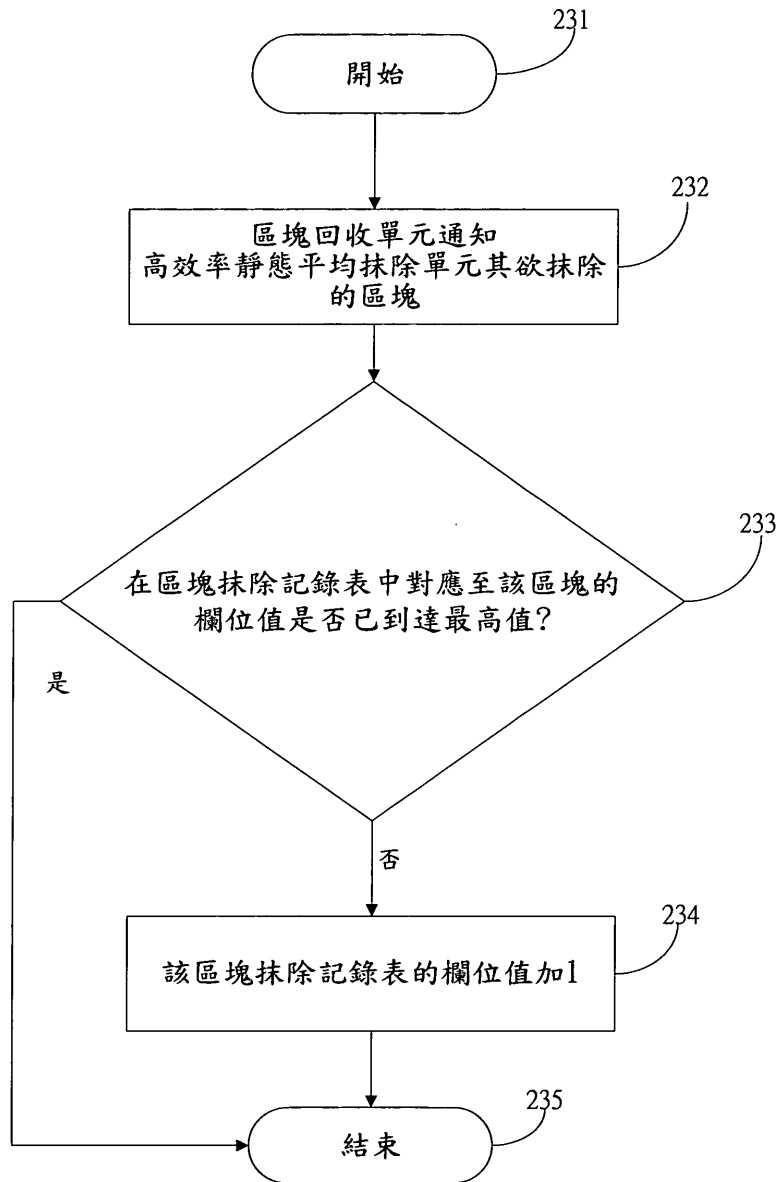 231
開始
232
區塊回收單元通知
高效率靜態平均抹除單元其欲抹除
的區塊
233
在區塊抹除記錄表中對應至該區塊的
欄位值是否已到達最高值?
是
否
234
該區塊抹除記錄表的欄位值加1
235
結束